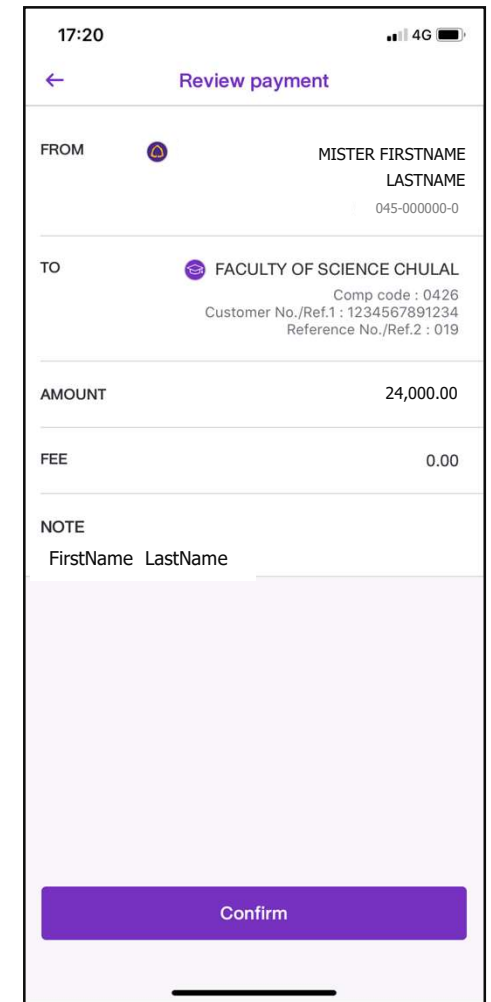 17:20 4G
Review payment
FROM MISTER FIRSTNAME
LASTNAME
045-000000-0
TO FACULTY OF SCIENCE CHULAL
Comp code : 0426
Customer No./Ref.1 : 1234567891234
Reference No./Ref.2 : 019
AMOUNT 24,000.00
FEE 0.00
NOTE
FirstName LastName
Confirm